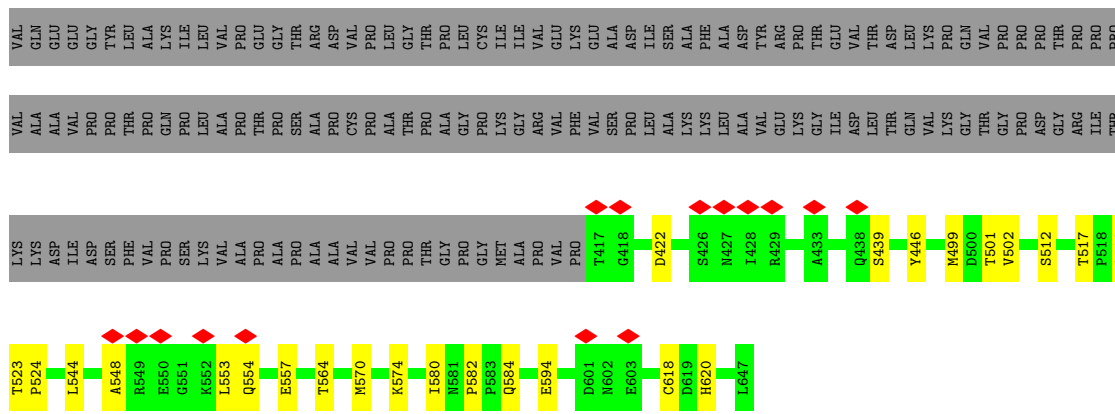 VAL GLN GLU GLU GLY TYR LEU ALA LYS ILE LEU VAL PRO GLU GLY THR ARG ASP VAL PRO LEU GLY THR PRO LEU CYS ILE ILE VAL GLU LYS GLU ALA ASP ILE SER ALA PHE ALA ASP TYR ARG PRO THR GLU VAL THR ASP LEU LYS PRO GLN VAL PRO PRO PRO THR PRO PRO PRO
VAL ALA ALA VAL PRO PRO THR PRO GLN PRO LEU ALA PRO THR PRO SER ALA PRO CYS PRO ALA THR PRO ALA GLY PRO LYS GLY ARG VAL PHE VAL SER PRO LEU ALA LYS LYS LEU ALA VAL GLU LYS GLY ILE ASP LEU THR GLN VAL LYS GLY THR GLY PRO ASP GLY ARG ILE THR
LYS LYS ASP ILE ASP SER PHE VAL PRO SER LYS VAL ALA PRO ALA PRO ALA ALA VAL VAL PRO PRO THR GLY PRO GLY MET ALA PRO VAL PRO T417 G418 D422 S426 N427 I428 R429 A433 Q438 S439 Y446 M499 D500 T501 V502 S512 T517 P518
T523 P524 L544 A548 R549 E550 G551 K552 L553 Q554 E557 T564 M570 K574 I580 N581 P582 P583 Q584 E594 D601 N602 E603 C618 D619 H620 L647